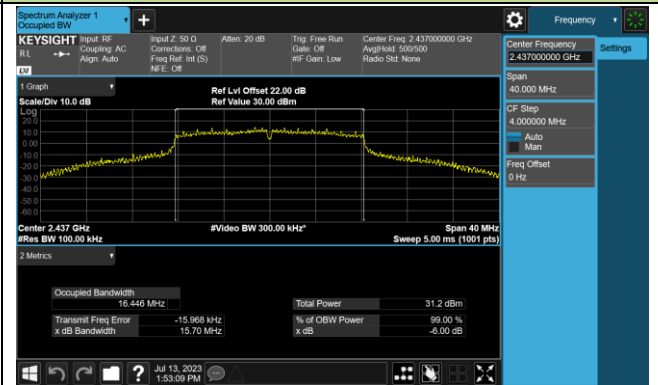 Spectrum Analyzer 1
Occupied BW
+
Frequency
KEYSIGHT
RL
LXI
Input: RF
Coupling: AC
Align: Auto
Input Z: 50 Ω
Corrections: Off
Freq Ref: Int (S)
NFE: Off
Atten: 20 dB
Trig: Free Run
Gate: Off
#IF Gain: Low
Center Freq: 2.437000000 GHz
Avg|Hold: 500/500
Radio Std: None
Center Frequency
2.437000000 GHz
Settings
Span
40.000 MHz
CF Step
4.000000 MHz
Auto
Man
Freq Offset
0 Hz
1 Graph
Scale/Div 10.0 dB
Ref Lvl Offset 22.00 dB
Ref Value 30.00 dBm
Log
20.0
10.0
0.00
-10.0
-20.0
-30.0
-40.0
-50.0
-60.0
Center 2.437 GHz
#Video BW 300.00 kHz*
Span 40 MHz
#Res BW 100.00 kHz
Sweep 5.00 ms (1001 pts)
2 Metrics
Occupied Bandwidth
16.446 MHz
Total Power 31.2 dBm
Transmit Freq Error -15.968 kHz
% of OBW Power 99.00 %
x dB Bandwidth 15.70 MHz
x dB -6.00 dB
?
Jul 13, 2023
1:53:09 PM